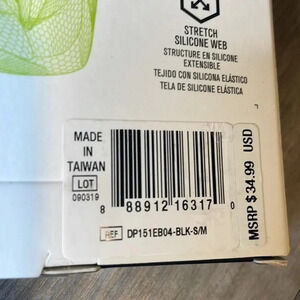 STRETCH
SILICONE WEB
STRUCTURE EN SILICONE
EXTENSIBLE
TEJIDO CON SILICONA ELÁSTICO
TELA DE SILICONE ELÁSTICA
MADE
IN
TAIWAN
LOT
090319
8 88912 16317 0
REF DP151EB04-BLK-S/M
MSRP $34.99 USD